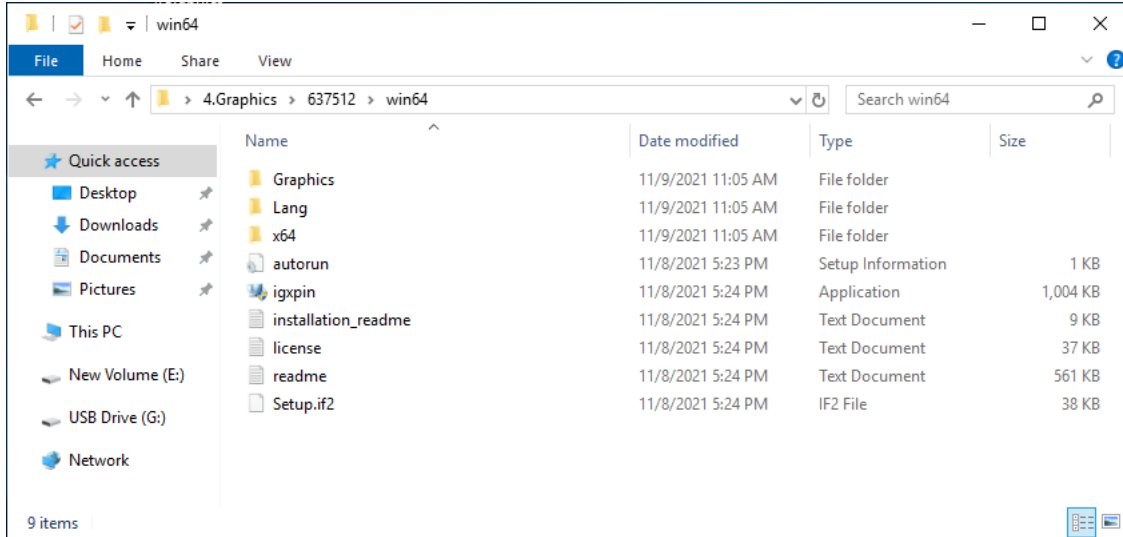 win64
File Home Share View
4.Graphics > 637512 > win64 Search win64
Name Date modified Type Size
Quick access
Desktop
Downloads
Documents
Pictures
This PC
New Volume (E:)
USB Drive (G:)
Network
Graphics 11/9/2021 11:05 AM File folder
Lang 11/9/2021 11:05 AM File folder
x64 11/9/2021 11:05 AM File folder
autorun 11/8/2021 5:23 PM Setup Information 1 KB
igxpin 11/8/2021 5:24 PM Application 1,004 KB
installation_readme 11/8/2021 5:24 PM Text Document 9 KB
license 11/8/2021 5:24 PM Text Document 37 KB
readme 11/8/2021 5:24 PM Text Document 561 KB
Setup.if2 11/8/2021 5:24 PM IF2 File 38 KB
9 items